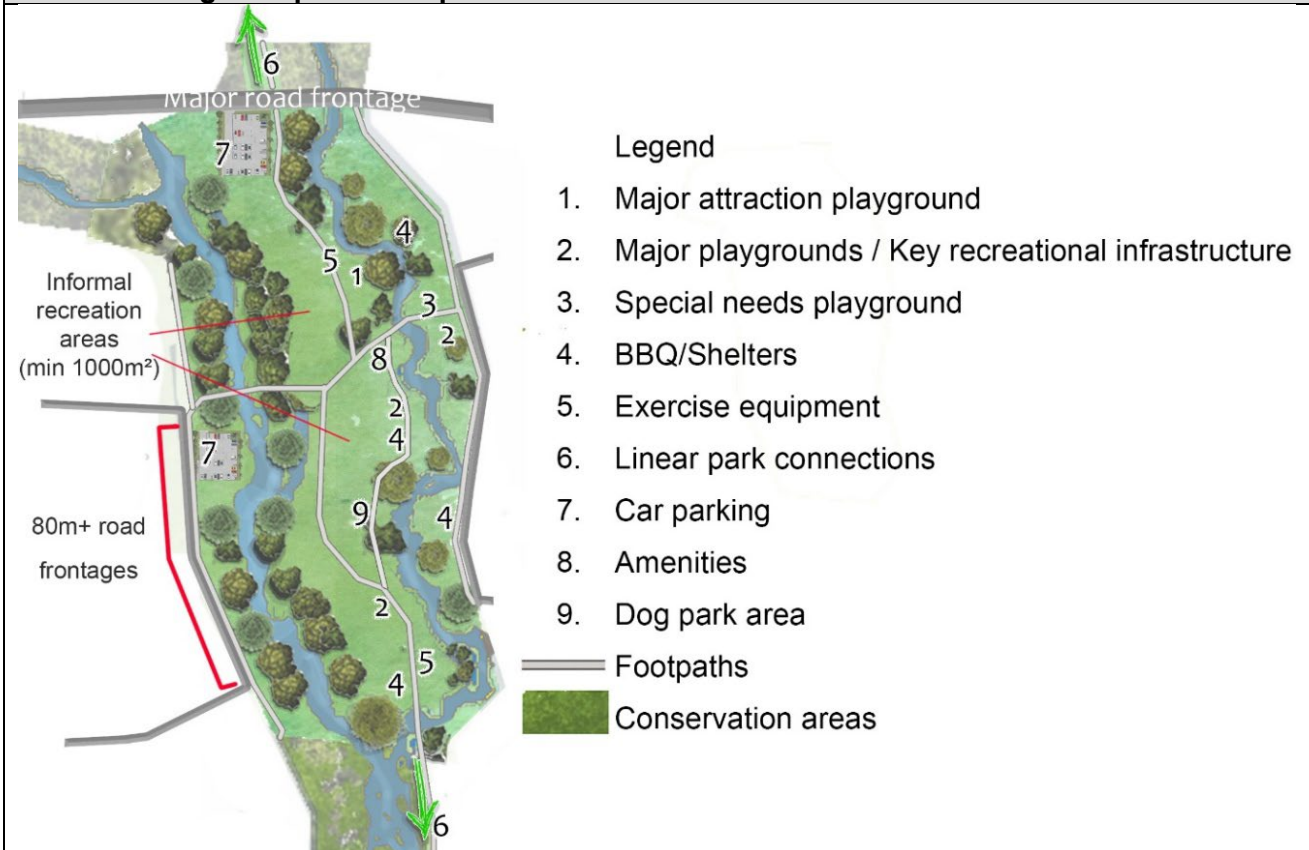 6
Major road frontage
7
4
5
1
Informal
recreation
areas
(min 1000m²)
3
2
8
2
4
7
80m+ road
frontages
9
4
2
5
4
6
Legend
1. Major attraction playground
2. Major playgrounds / Key recreational infrastructure
3. Special needs playground
4. BBQ/Shelters
5. Exercise equipment
6. Linear park connections
7. Car parking
8. Amenities
9. Dog park area
Footpaths
Conservation areas